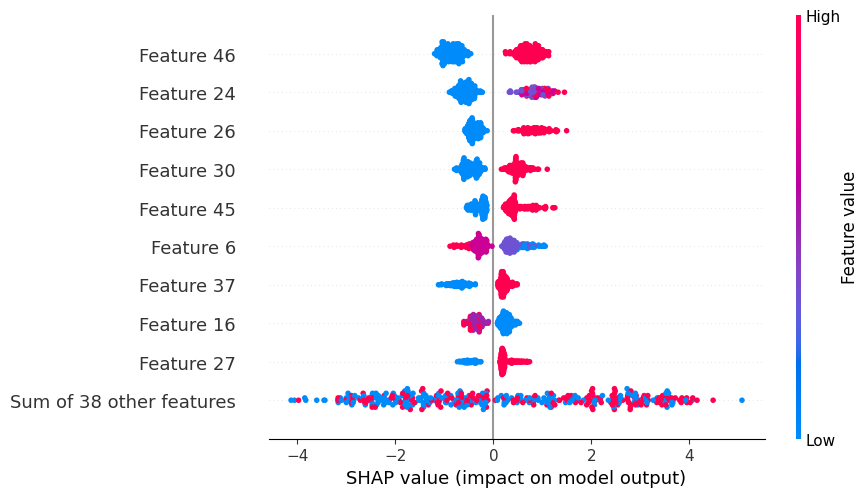 High
Feature 46
Feature 24
Feature 26
Feature 30
Feature 45
Feature 6
Feature 37
Feature 16
Feature 27
Sum of 38 other features
Feature value
Low
−4 −2 0 2 4
SHAP value (impact on model output)